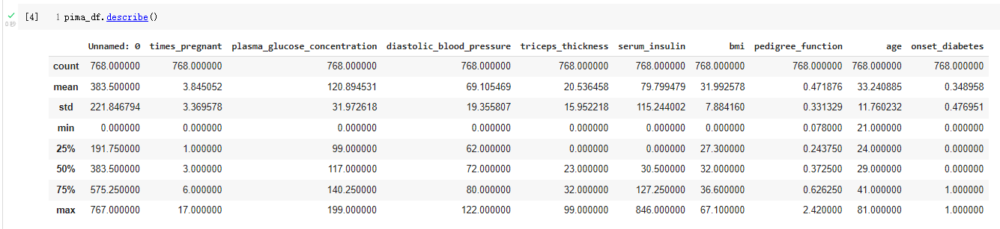 [4] 1 pima_df.describe()
Unnamed: 0 times_pregnant plasma_glucose_concentration diastolic_blood_pressure triceps_thickness serum_insulin bmi pedigree_function age onset_diabetes
count 768.000000 768.000000 768.000000 768.000000 768.000000 768.000000 768.000000 768.000000 768.000000 768.000000
mean 383.500000 3.845052 120.894531 69.105469 20.536458 79.799479 31.992578 0.471876 33.240885 0.348958
std 221.846794 3.369578 31.972618 19.355807 15.952218 115.244002 7.884160 0.331329 11.760232 0.476951
min 0.000000 0.000000 0.000000 0.000000 0.000000 0.000000 0.000000 0.078000 21.000000 0.000000
25% 191.750000 1.000000 99.000000 62.000000 0.000000 0.000000 27.300000 0.243750 24.000000 0.000000
50% 383.500000 3.000000 117.000000 72.000000 23.000000 30.500000 32.000000 0.372500 29.000000 0.000000
75% 575.250000 6.000000 140.250000 80.000000 32.000000 127.250000 36.600000 0.626250 41.000000 1.000000
max 767.000000 17.000000 199.000000 122.000000 99.000000 846.000000 67.100000 2.420000 81.000000 1.000000